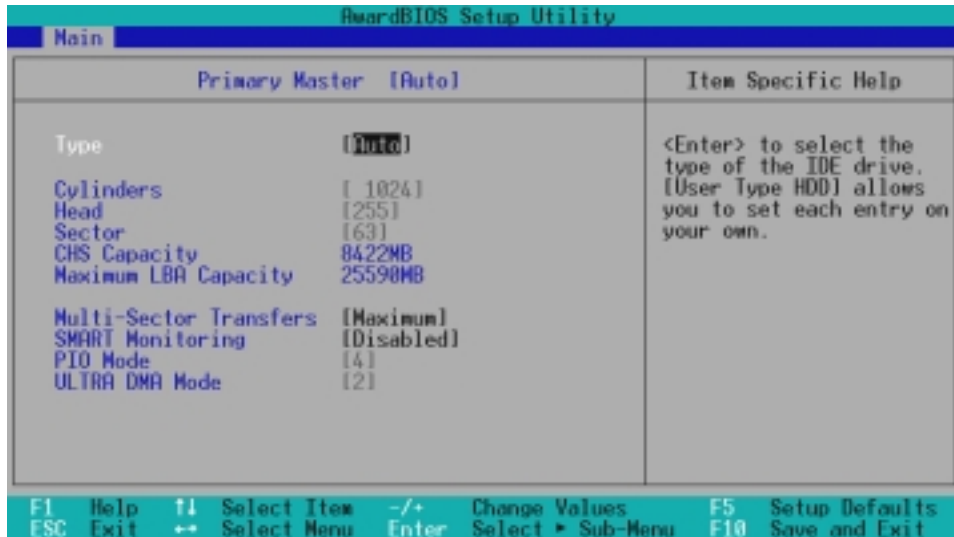 AwardBIOS Setup Utility
Main
Primary Master [Auto]
Item Specific Help
Type [Auto]
Cylinders [ 1024]
Head [255]
Sector [63]
CHS Capacity 8422MB
Maximum LBA Capacity 25590MB
Multi-Sector Transfers [Maximum]
SMART Monitoring [Disabled]
PIO Mode [4]
ULTRA DMA Mode [2]
<Enter> to select the
type of the IDE drive.
[User Type HDD] allows
you to set each entry on
your own.
F1 Help ↑↓ Select Item -/+ Change Values F5 Setup Defaults
ESC Exit ←→ Select Menu Enter Select ► Sub-Menu F10 Save and Exit